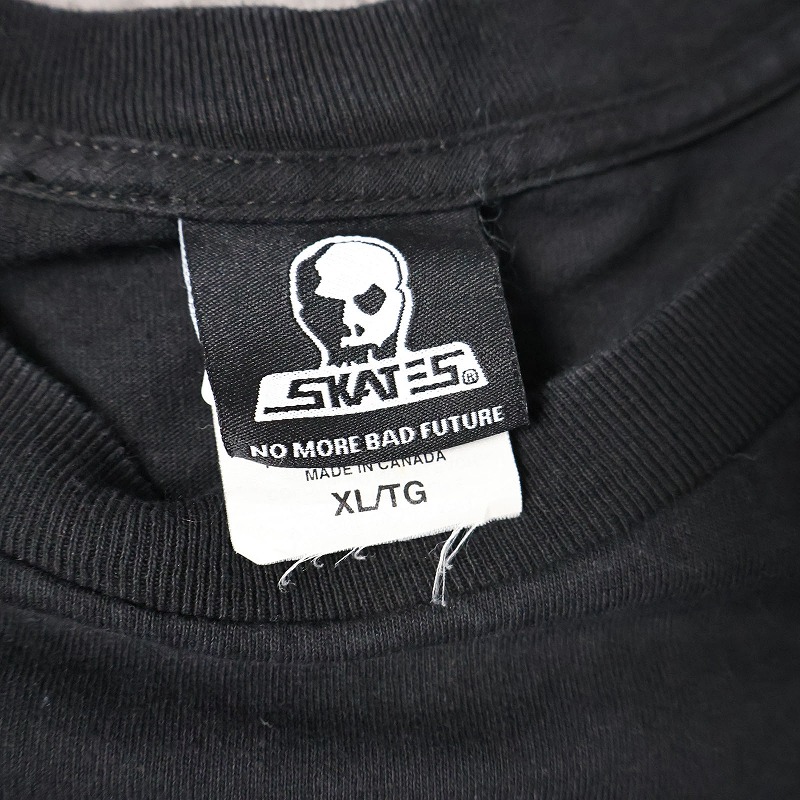 SKATES®
NO MORE BAD FUTURE
MADE IN CANADA
XL/TG